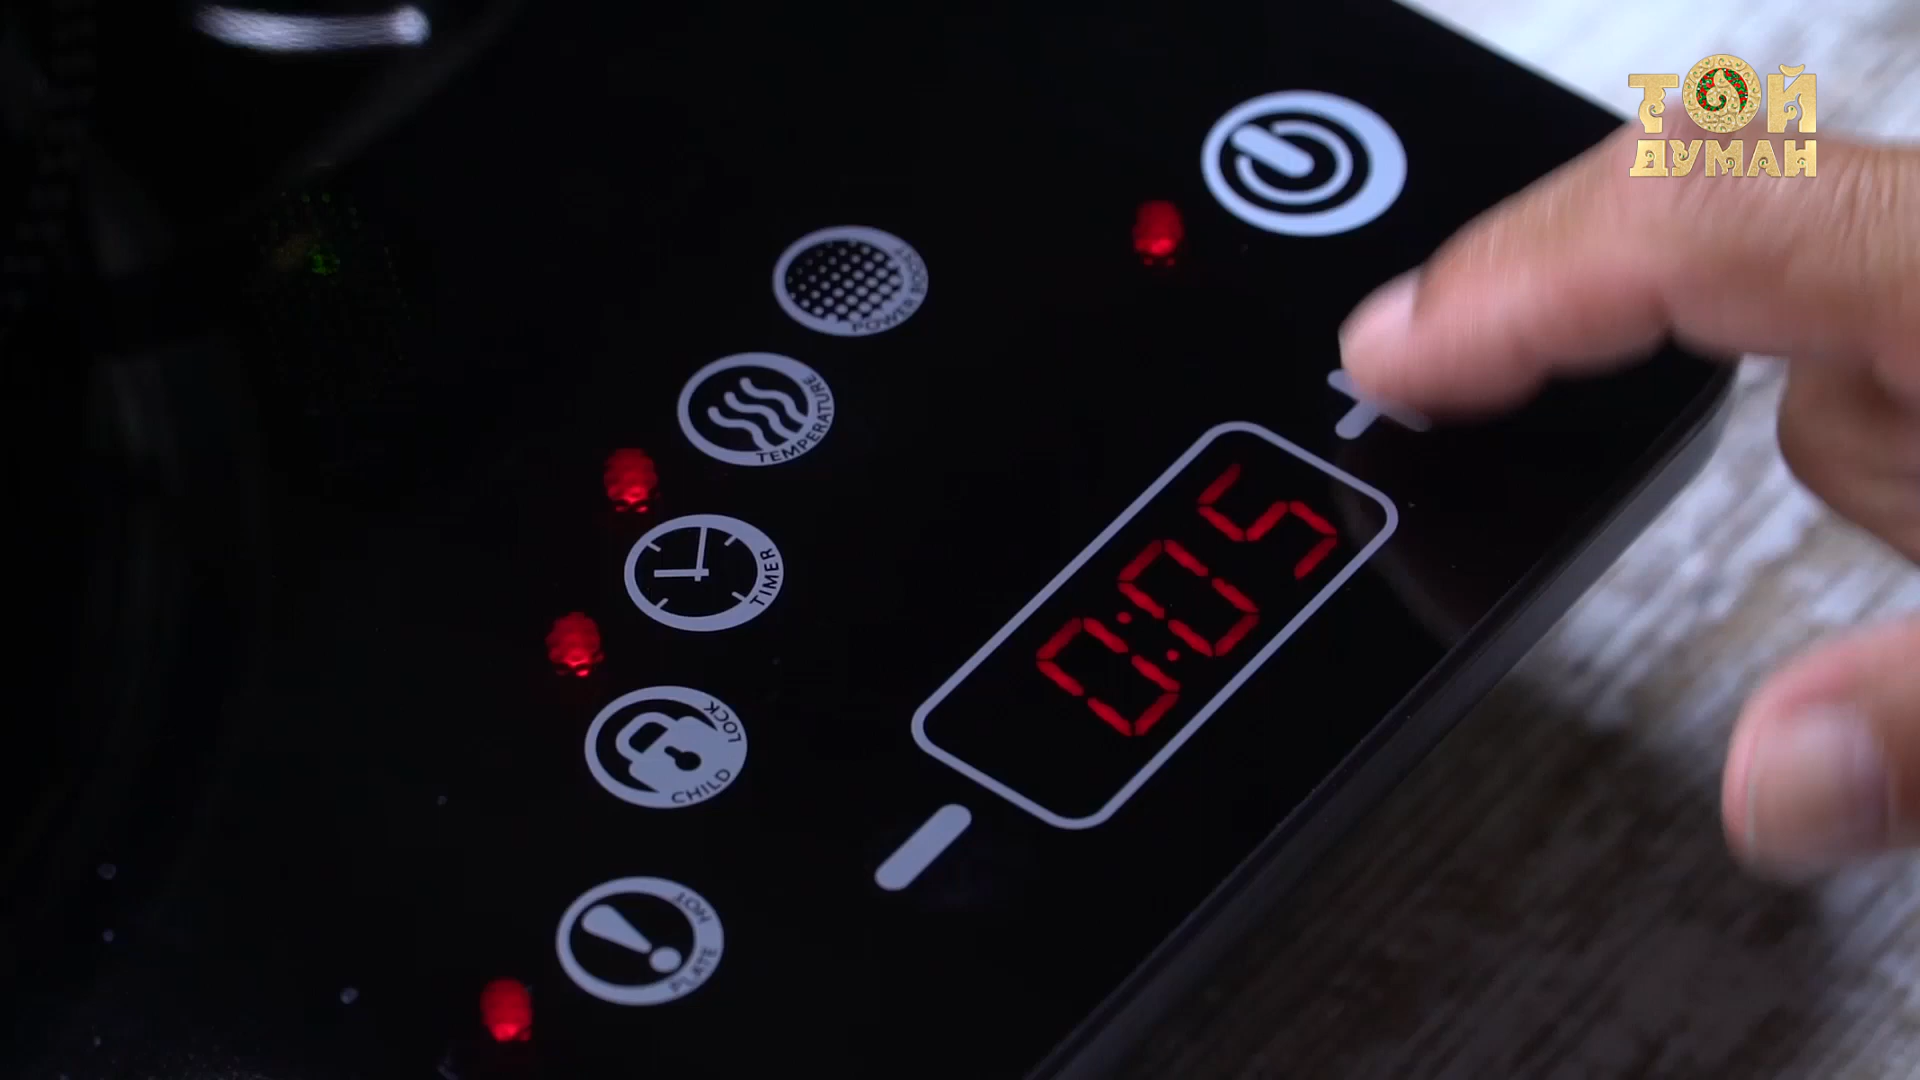 ТОЙ
ДУМАН
POWER BOOST
TEMPERATURE
TIMER
0:05
CHILD LOCK
HOT PLATE